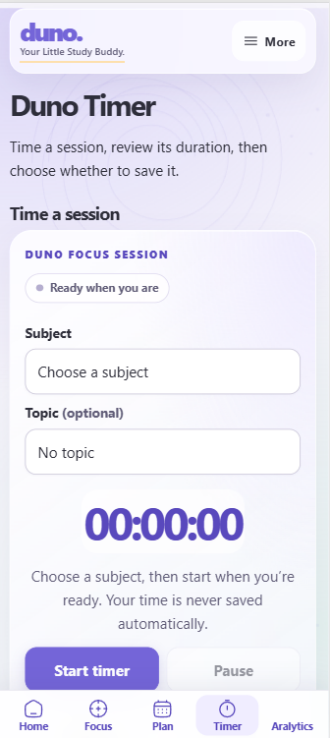 duno.
Your Little Study Buddy.
More
Duno Timer
Time a session, review its duration, then
choose whether to save it.
Time a session
DUNO FOCUS SESSION
Ready when you are
Subject
Choose a subject
Topic (optional)
No topic
00:00:00
Choose a subject, then start when you're
ready. Your time is never saved
automatically.
Start timer
Pause
Home
Focus
Plan
Timer
Analytics